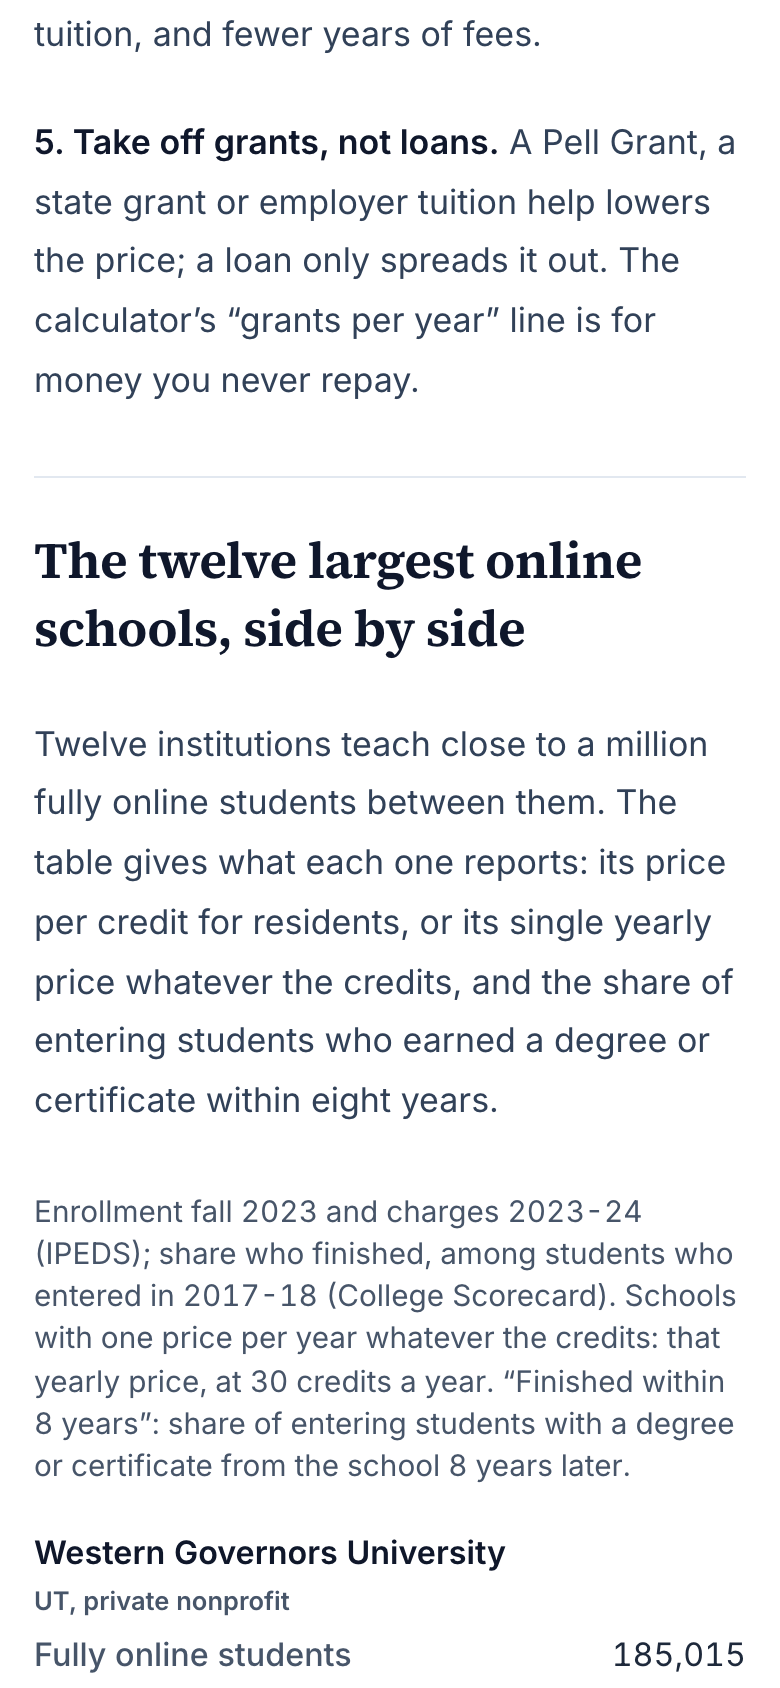 tuition, and fewer years of fees.
5. Take off grants, not loans. A Pell Grant, a
state grant or employer tuition help lowers
the price; a loan only spreads it out. The
calculator’s “grants per year” line is for
money you never repay.
The twelve largest online
schools, side by side
Twelve institutions teach close to a million
fully online students between them. The
table gives what each one reports: its price
per credit for residents, or its single yearly
price whatever the credits, and the share of
entering students who earned a degree or
certificate within eight years.
Enrollment fall 2023 and charges 2023-24
(IPEDS); share who finished, among students who
entered in 2017-18 (College Scorecard). Schools
with one price per year whatever the credits: that
yearly price, at 30 credits a year. “Finished within
8 years”: share of entering students with a degree
or certificate from the school 8 years later.
Western Governors University
UT, private nonprofit
Fully online students 185,015